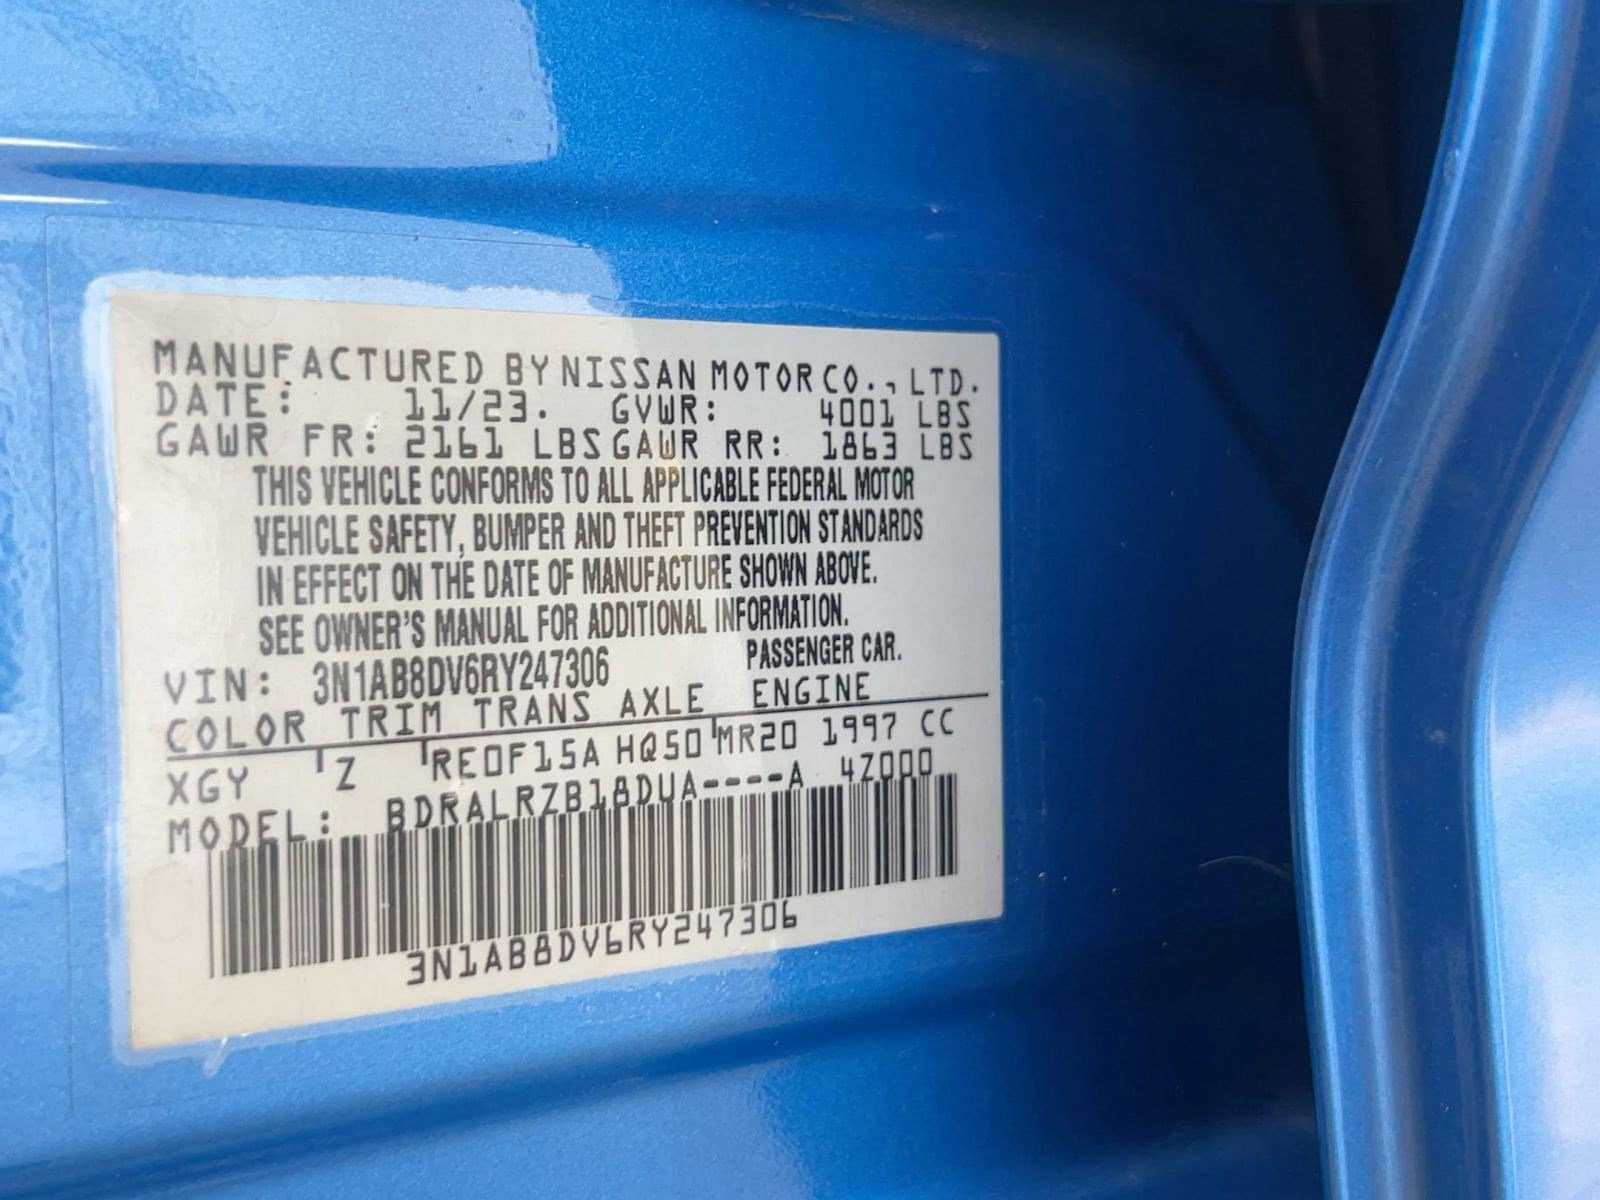 MANUFACTURED BY NISSAN MOTOR CO., LTD.
DATE: 11/23. GVWR: 4001 LBS
GAWR FR: 2161 LBS GAWR RR: 1863 LBS
THIS VEHICLE CONFORMS TO ALL APPLICABLE FEDERAL MOTOR
VEHICLE SAFETY, BUMPER AND THEFT PREVENTION STANDARDS
IN EFFECT ON THE DATE OF MANUFACTURE SHOWN ABOVE.
SEE OWNER'S MANUAL FOR ADDITIONAL INFORMATION.
VIN: 3N1AB8DV6RY247306 PASSENGER CAR.
COLOR TRIM TRANS AXLE ENGINE
XGY Z RE0F15A HQ50 MR20 1997 CC
MODEL: BDRALRZB18DUA----A 4Z000
3N1AB8DV6RY247306